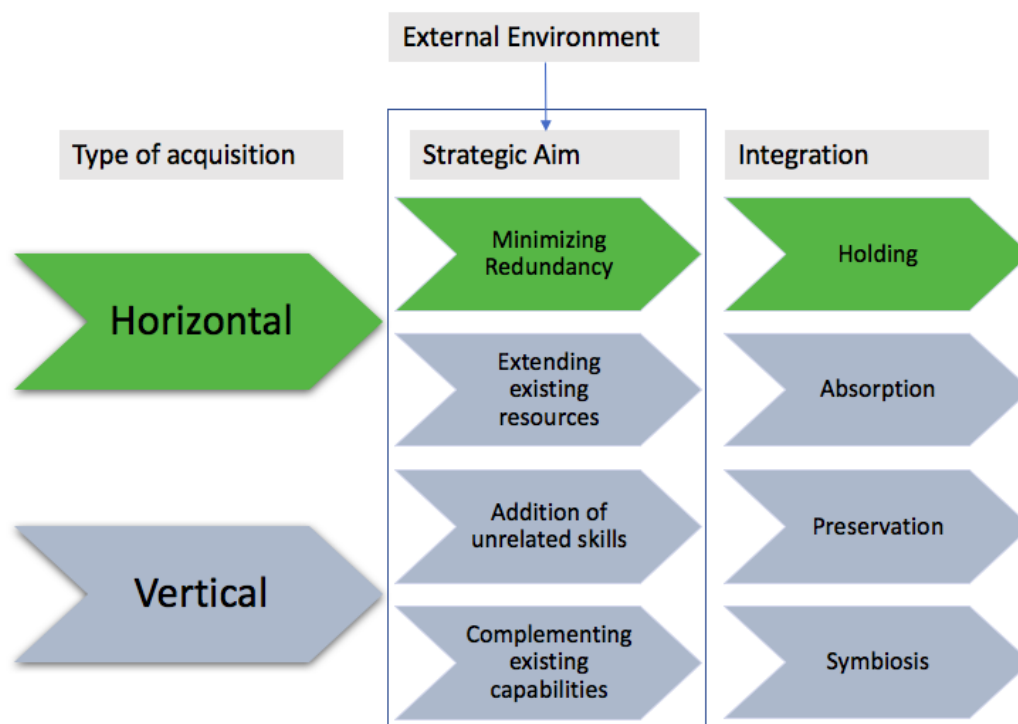 External Environment
Type of acquisition
Strategic Aim
Integration
Horizontal
Minimizing
Redundancy
Holding
Extending
existing
resources
Absorption
Vertical
Addition of
unrelated skills
Preservation
Complementing
existing
capabilities
Symbiosis